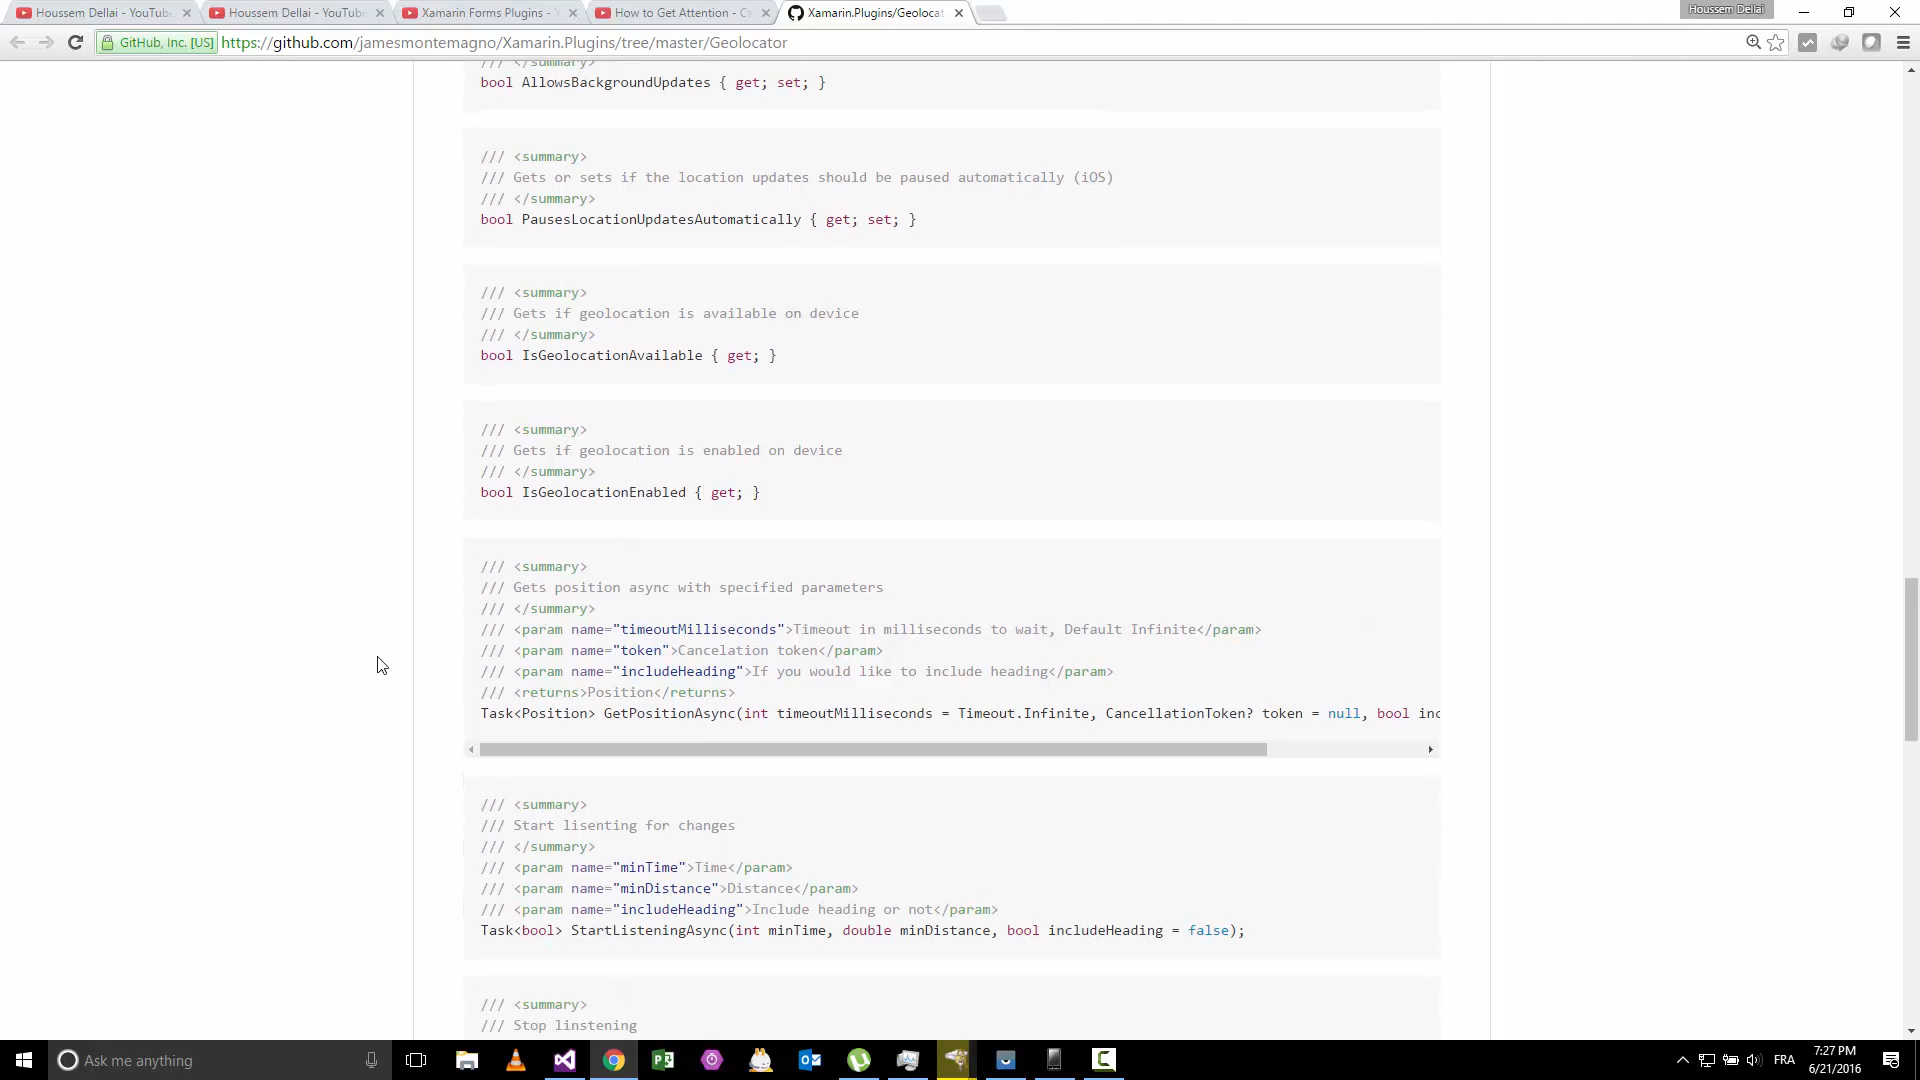 Houssem Dellai - YouTube
Houssem Dellai - YouTube
Xamarin Forms Plugins -
How to Get Attention -
Xamarin.Plugins/Geolocat
Houssem Dellai
GitHub, Inc. [US]
https://github.com/jamesmontemagno/Xamarin.Plugins/tree/master/Geolocator
/// </summary>
bool AllowsBackgroundUpdates { get; set; }
/// <summary>
/// Gets or sets if the location updates should be paused automatically (iOS)
/// </summary>
bool PausesLocationUpdatesAutomatically { get; set; }
/// <summary>
/// Gets if geolocation is available on device
/// </summary>
bool IsGeolocationAvailable { get; }
/// <summary>
/// Gets if geolocation is enabled on device
/// </summary>
bool IsGeolocationEnabled { get; }
/// <summary>
/// Gets position async with specified parameters
/// </summary>
/// <param name="timeoutMilliseconds">Timeout in milliseconds to wait, Default Infinite</param>
/// <param name="token">Cancelation token</param>
/// <param name="includeHeading">If you would like to include heading</param>
/// <returns>Position</returns>
Task<Position> GetPositionAsync(int timeoutMilliseconds = Timeout.Infinite, CancellationToken? token = null, bool inc
/// <summary>
/// Start lisenting for changes
/// </summary>
/// <param name="minTime">Time</param>
/// <param name="minDistance">Distance</param>
/// <param name="includeHeading">Include heading or not</param>
Task<bool> StartListeningAsync(int minTime, double minDistance, bool includeHeading = false);
/// <summary>
/// Stop linstening
Ask me anything
FRA
7:27 PM
6/21/2016